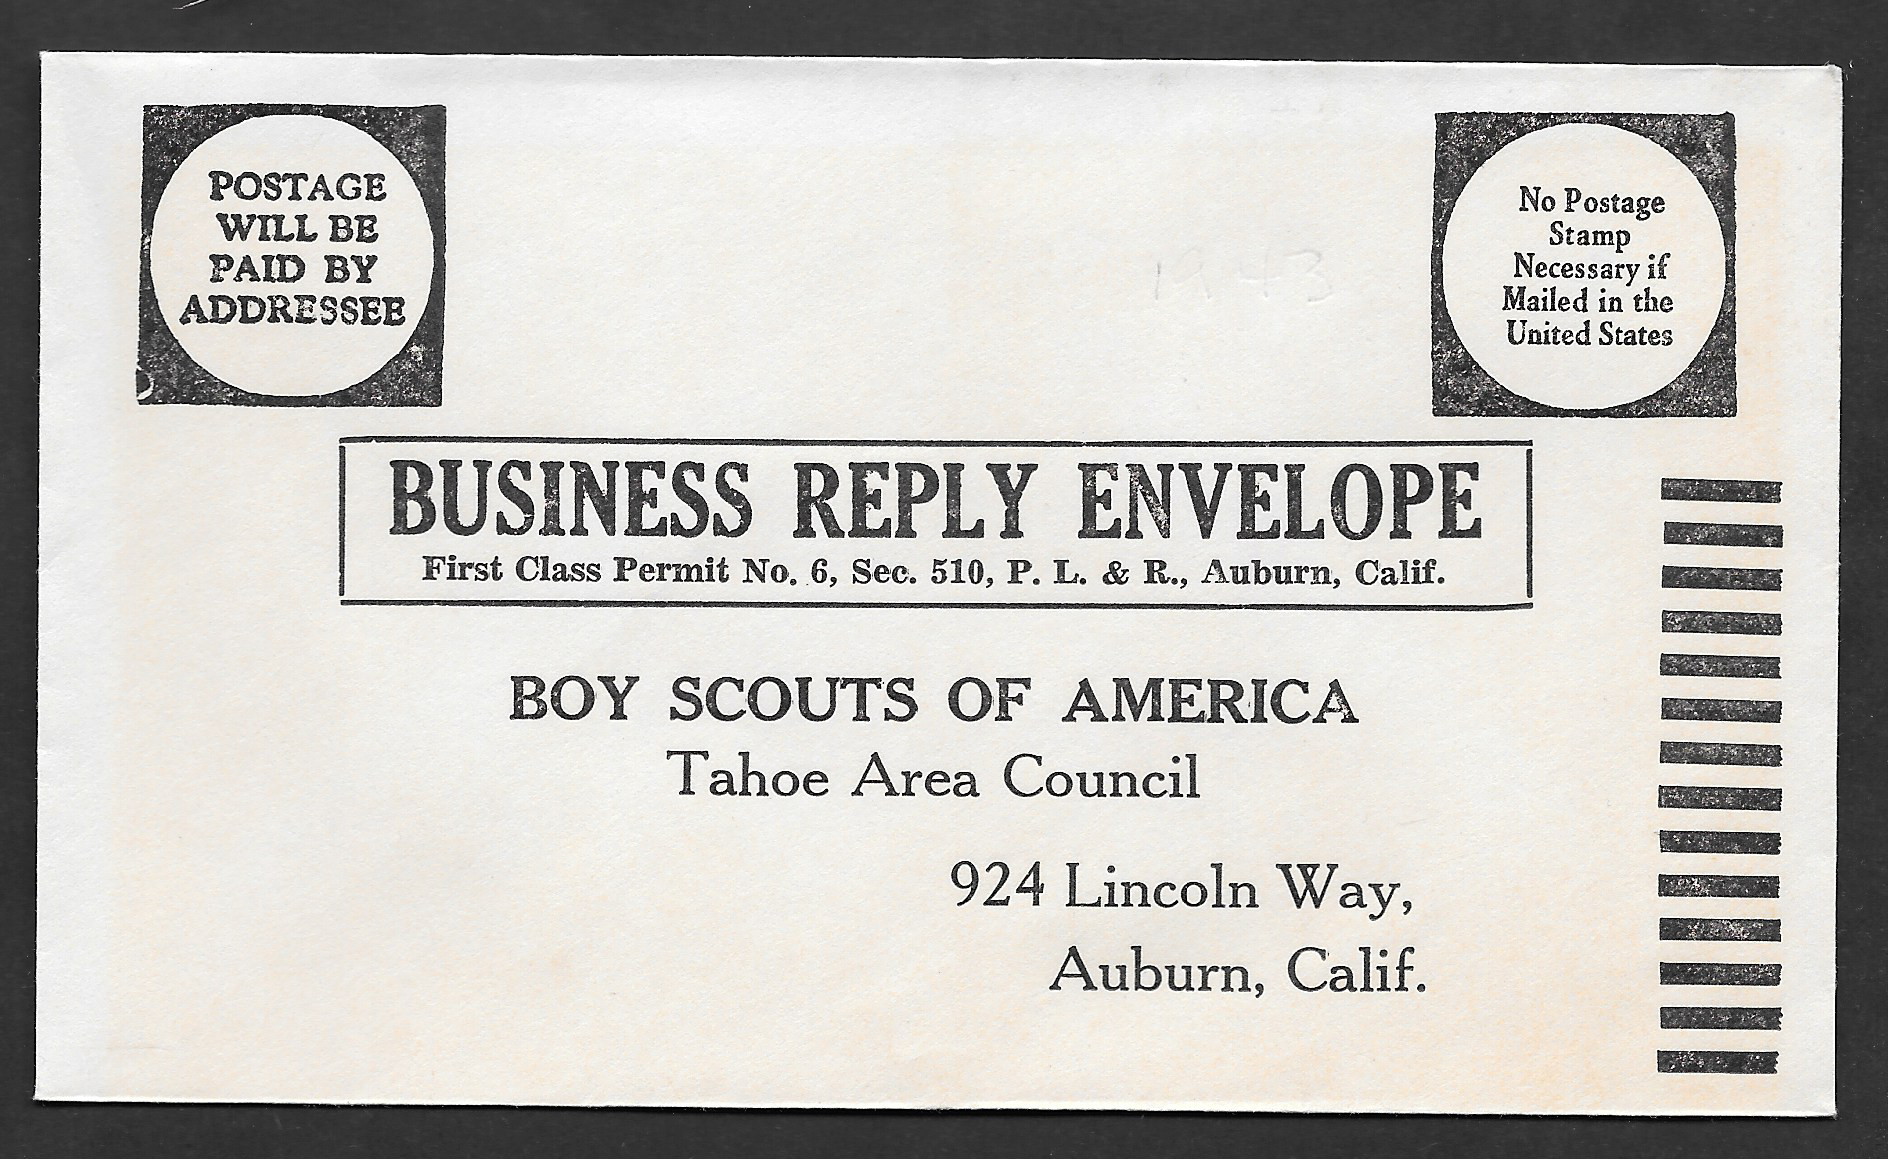 POSTAGE
WILL BE
PAID BY
ADDRESSEE
No Postage
Stamp
Necessary if
Mailed in the
United States
1943
BUSINESS REPLY ENVELOPE
First Class Permit No. 6, Sec. 510, P. L. & R., Auburn, Calif.
BOY SCOUTS OF AMERICA
Tahoe Area Council
924 Lincoln Way,
Auburn, Calif.